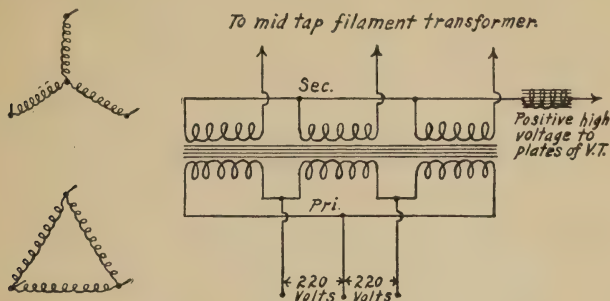 To mid tap filament transformer.
Sec.
Positive high
voltage to
plates of V.T.
Pri.
220
Volts
220
Volts